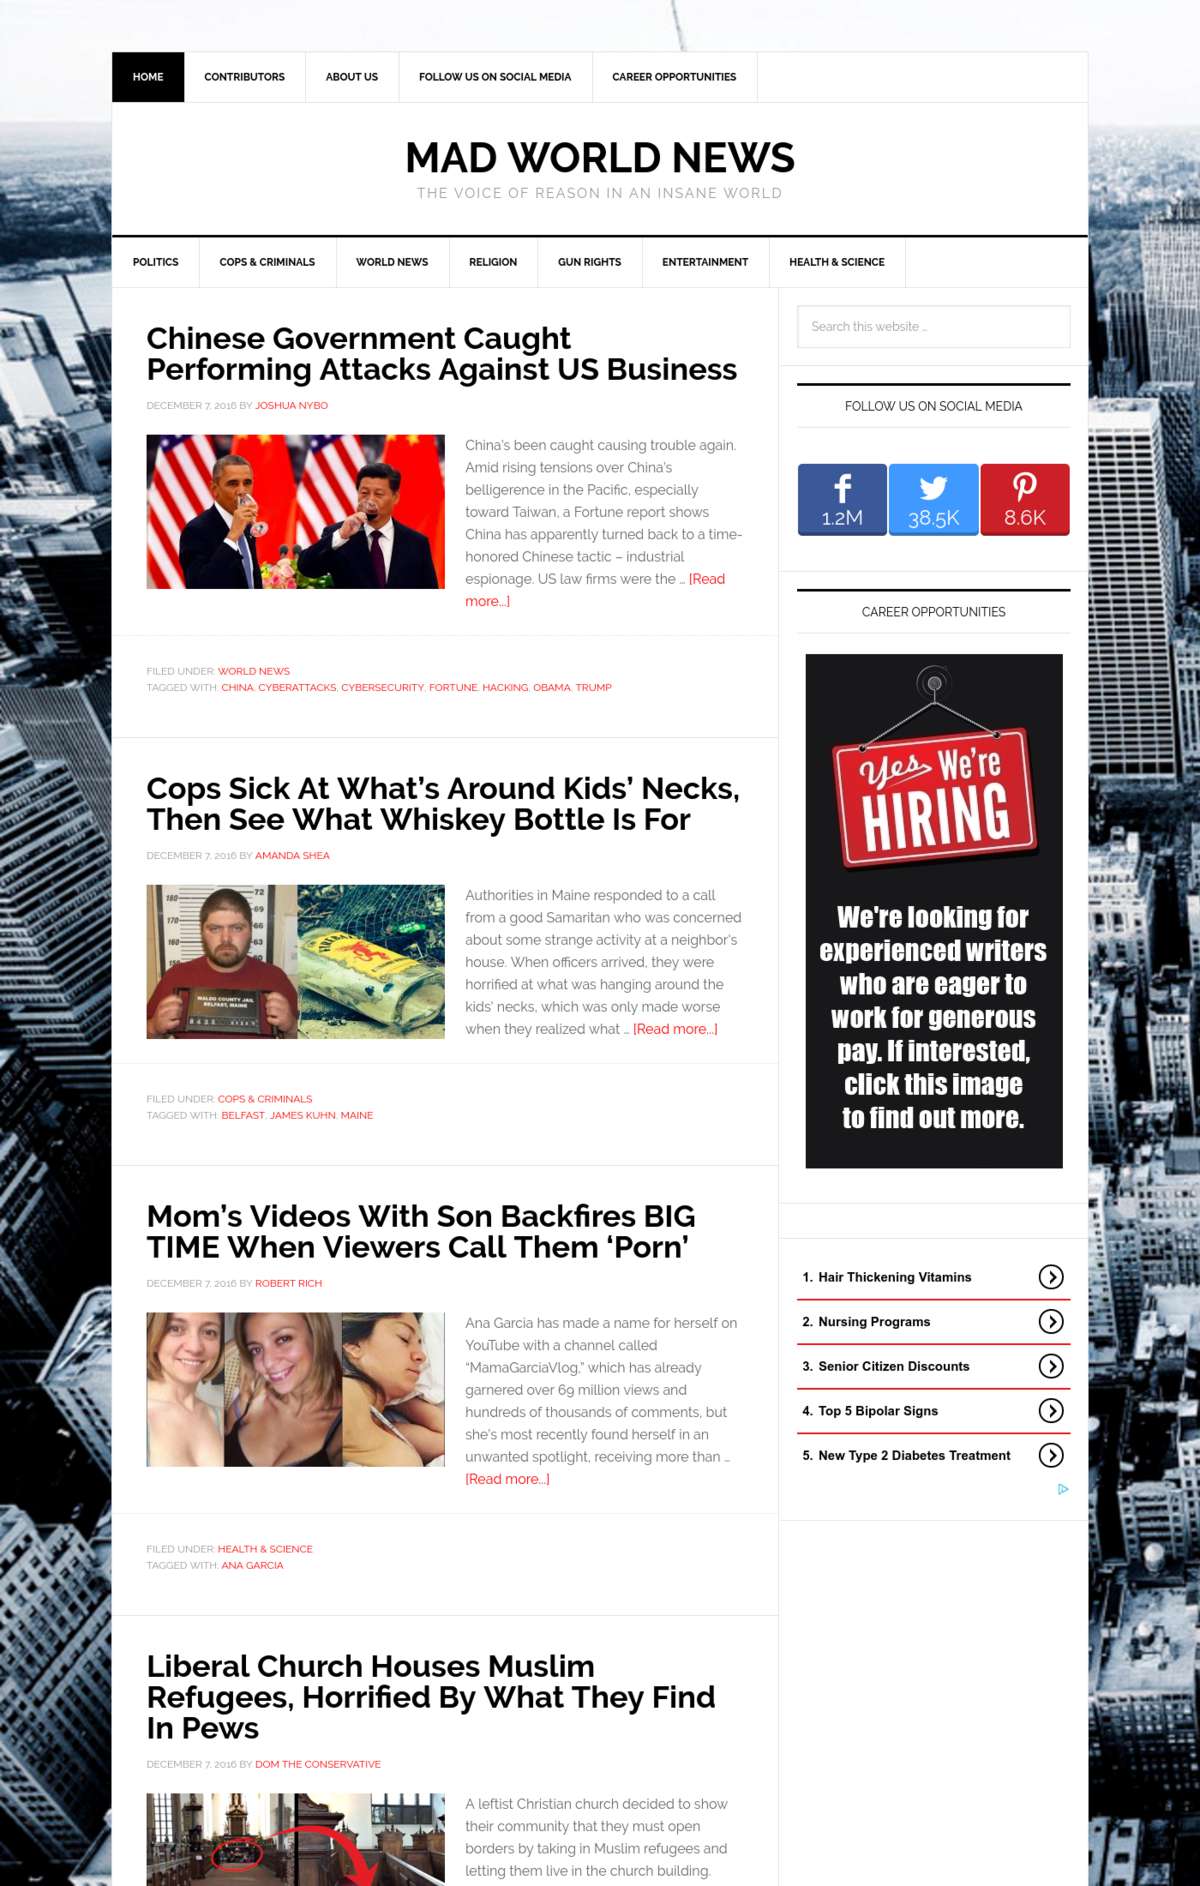 HOME
CONTRIBUTORS
ABOUT US
FOLLOW US ON SOCIAL MEDIA
CAREER OPPORTUNITIES
MAD WORLD NEWS
THE VOICE OF REASON IN AN INSANE WORLD
POLITICS
COPS & CRIMINALS
WORLD NEWS
RELIGION
GUN RIGHTS
ENTERTAINMENT
HEALTH & SCIENCE
Chinese Government Caught
Performing Attacks Against US Business
DECEMBER 7, 2016 BY JOSHUA NYBO
China's been caught causing trouble again.
Amid rising tensions over China's
belligerence in the Pacific, especially
toward Taiwan, a Fortune report shows
China has apparently turned back to a time-
honored Chinese tactic – industrial
espionage. US law firms were the … [Read
more...]
FILED UNDER: WORLD NEWS
TAGGED WITH: CHINA, CYBERATTACKS, CYBERSECURITY, FORTUNE, HACKING, OBAMA, TRUMP
Cops Sick At What's Around Kids' Necks,
Then See What Whiskey Bottle Is For
DECEMBER 7, 2016 BY AMANDA SHEA
WALDO COUNTY JAIL
BELFAST, MAINE
Authorities in Maine responded to a call
from a good Samaritan who was concerned
about some strange activity at a neighbor's
house. When officers arrived, they were
horrified at what was hanging around the
kids' necks, which was only made worse
when they realized what … [Read more...]
FILED UNDER: COPS & CRIMINALS
TAGGED WITH: BELFAST, JAMES KUHN, MAINE
Mom's Videos With Son Backfires BIG
TIME When Viewers Call Them ‘Porn’
DECEMBER 7, 2016 BY ROBERT RICH
Ana Garcia has made a name for herself on
YouTube with a channel called
“MamaGarciaVlog,” which has already
garnered over 69 million views and
hundreds of thousands of comments, but
she's most recently found herself in an
unwanted spotlight, receiving more than …
[Read more...]
FILED UNDER: HEALTH & SCIENCE
TAGGED WITH: ANA GARCIA
Liberal Church Houses Muslim
Refugees, Horrified By What They Find
In Pews
DECEMBER 7, 2016 BY DOM THE CONSERVATIVE
A leftist Christian church decided to show
their community that they must open
borders by taking in Muslim refugees and
letting them live in the church building.
Search this website …
FOLLOW US ON SOCIAL MEDIA
1.2M
38.5K
8.6K
CAREER OPPORTUNITIES
Yes We're
HIRING
We're looking for
experienced writers
who are eager to
work for generous
pay. If interested,
click this image
to find out more.
1. Hair Thickening Vitamins
2. Nursing Programs
3. Senior Citizen Discounts
4. Top 5 Bipolar Signs
5. New Type 2 Diabetes Treatment